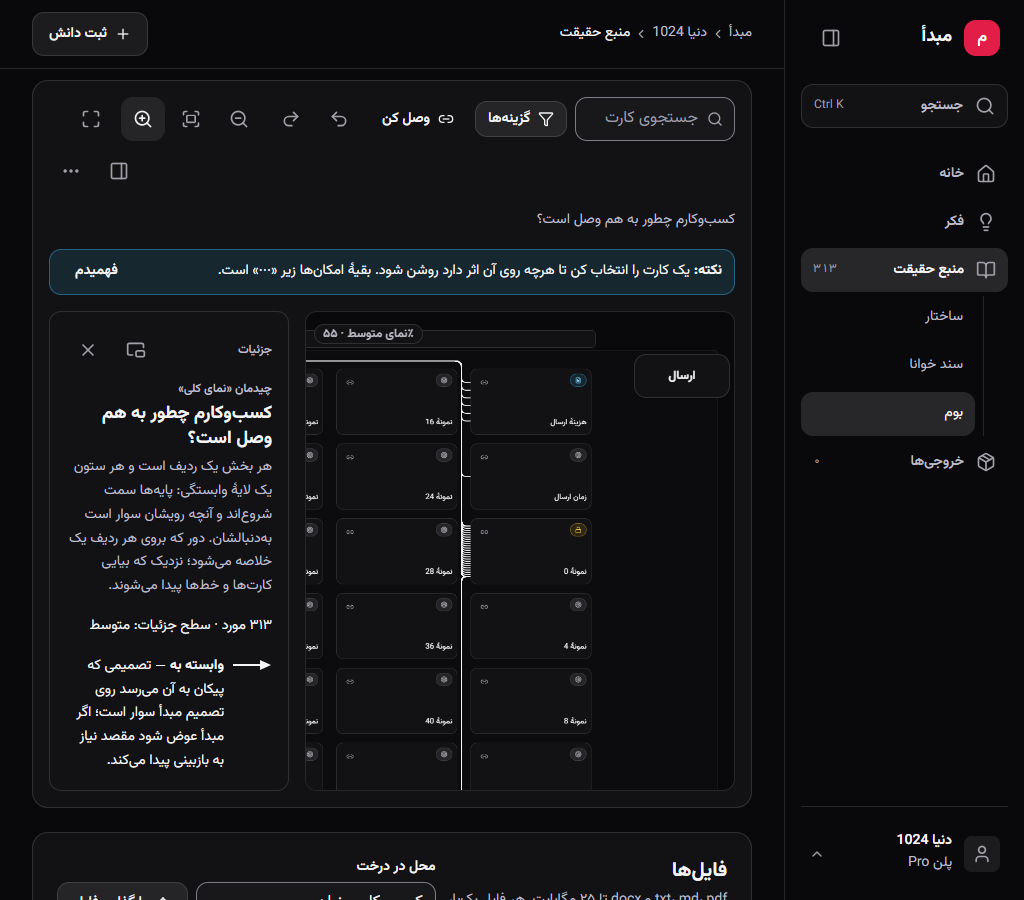 مبدأ
م
جستجو
Ctrl K
خانه
فکر
منبع حقیقت
۳۱۳
ساختار
سند خوانا
بوم
خروجی‌ها
۰
دنیا 1024
پلن Pro
مبدأ › دنیا 1024 › منبع حقیقت
ثبت دانش
جستجوی کارت
گزینه‌ها
وصل کن
کسب‌وکارم چطور به هم وصل است؟
نکته: یک کارت را انتخاب کن تا هرچه روی آن اثر دارد روشن شود. بقیهٔ امکان‌ها زیر «···» است.
فهمیدم
٪نمای متوسط · ۵۵
ارسال
هزینهٔ ارسال
نمونهٔ 16
زمان ارسال
نمونهٔ 24
نمونهٔ 0
نمونهٔ 28
نمونهٔ 4
نمونهٔ 36
نمونهٔ 8
نمونهٔ 40
جزئیات
چیدمان «نمای کلی»
کسب‌وکارم چطور به هم
وصل است؟
هر بخش یک ردیف است و هر ستون
یک لایهٔ وابستگی: پایه‌ها سمت
شروع‌اند و آنچه رویشان سوار است
به‌دنبالشان. دور که بروی هر ردیف یک
خلاصه می‌شود؛ نزدیک که بیایی
کارت‌ها و خط‌ها پیدا می‌شوند.
۳۱۳ مورد · سطح جزئیات: متوسط
وابسته به — تصمیمی که
پیکان به آن می‌رسد روی
تصمیم مبدأ سوار است؛ اگر
مبدأ عوض شود مقصد نیاز
به بازبینی پیدا می‌کند.
فایل‌ها
محل در درخت